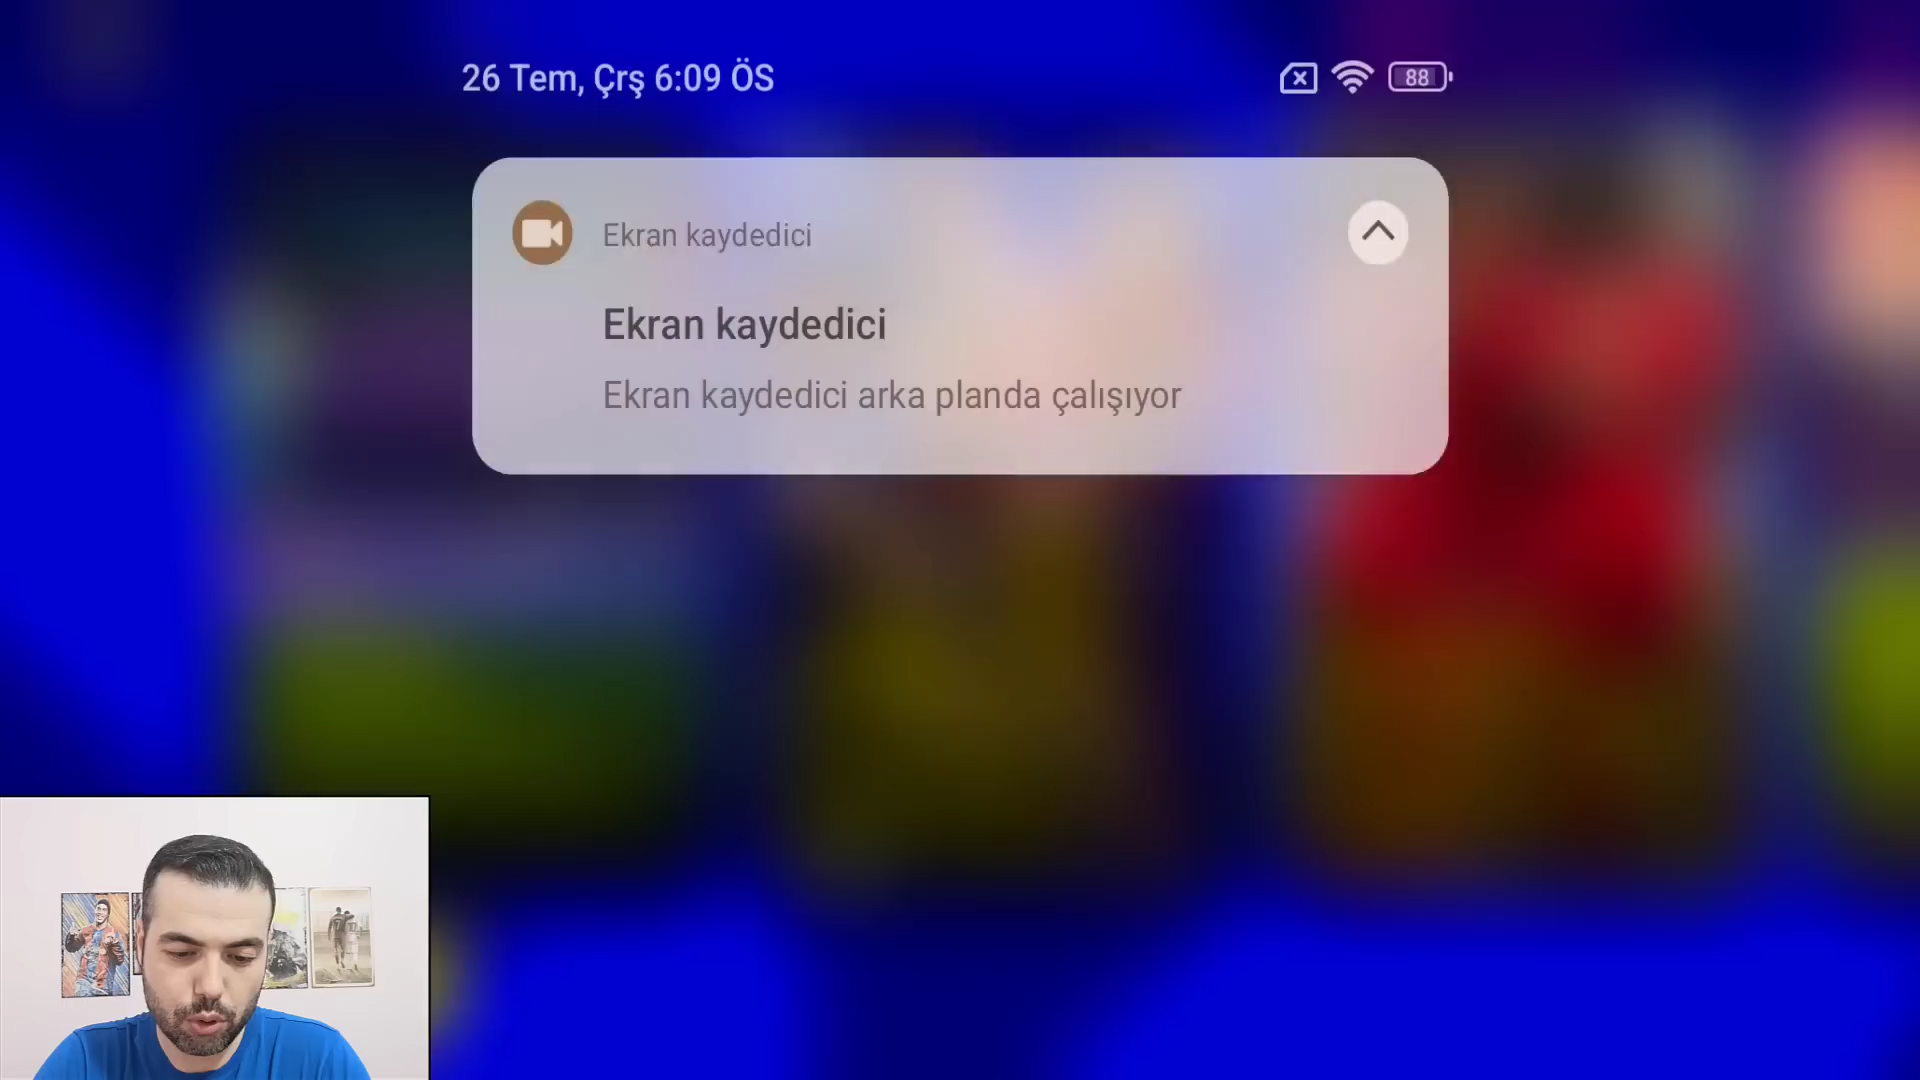 26 Tem, Çrş 6:09 ÖS
88
Ekran kaydedici
Ekran kaydedici
Ekran kaydedici arka planda çalışıyor